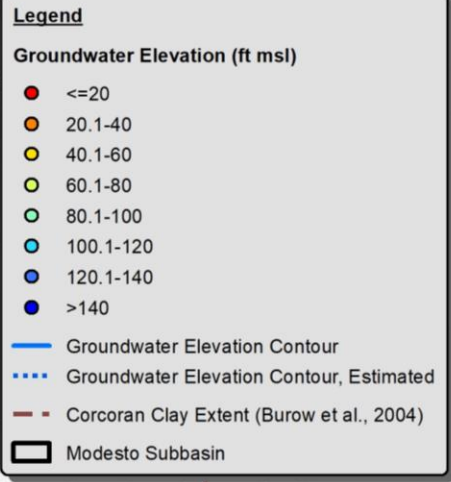 Legend
Groundwater Elevation (ft msl)
<=20
20.1-40
40.1-60
60.1-80
80.1-100
100.1-120
120.1-140
>140
Groundwater Elevation Contour
Groundwater Elevation Contour, Estimated
Corcoran Clay Extent (Burow et al., 2004)
Modesto Subbasin